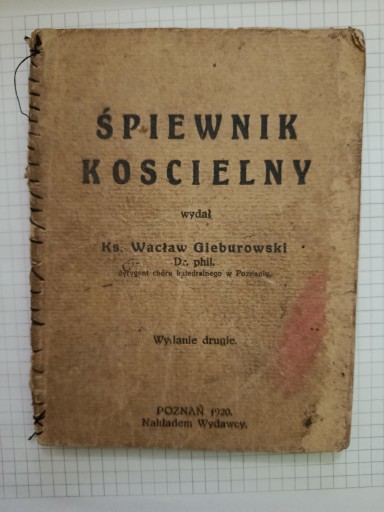 ŚPIEWNIK
KOSCIELNY
wydał
Ks. Wacław Gieburowski
Dr. phil.
dyrygent chóru katedralnego w Poznaniu.
Wydanie drugie.
POZNAŃ 1920.
Nakładem Wydawcy.